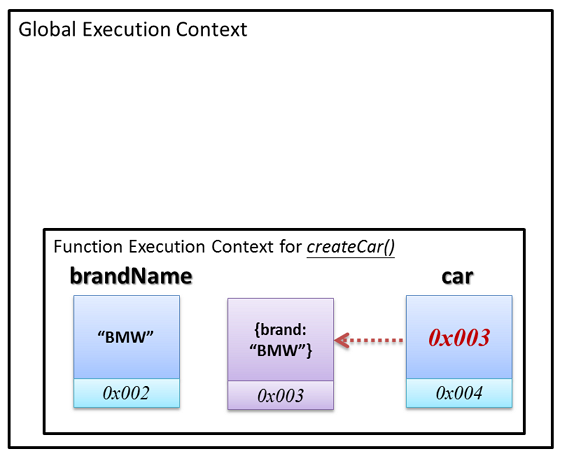 Global Execution Context
Function Execution Context for createCar()
brandName
car
“BMW”
{brand:
“BMW”}
0x003
0x002
0x003
0x004